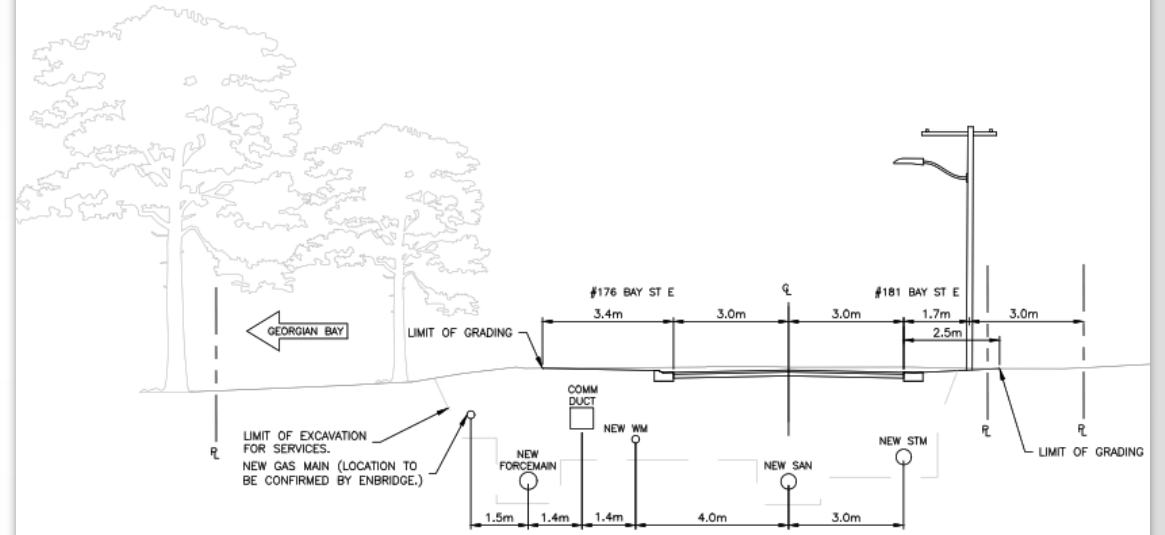 #176 BAY ST E
℄
#181 BAY ST E
3.4m
3.0m
3.0m
1.7m
3.0m
GEORGIAN BAY
LIMIT OF GRADING
2.5m
COMM
DUCT
NEW WM
LIMIT OF EXCAVATION
FOR SERVICES.
NEW GAS MAIN (LOCATION TO
BE CONFIRMED BY ENBRIDGE.)
PL
NEW
FORCEMAIN
NEW SAN
NEW STM
PL
PL
LIMIT OF GRADING
1.5m
1.4m
1.4m
4.0m
3.0m